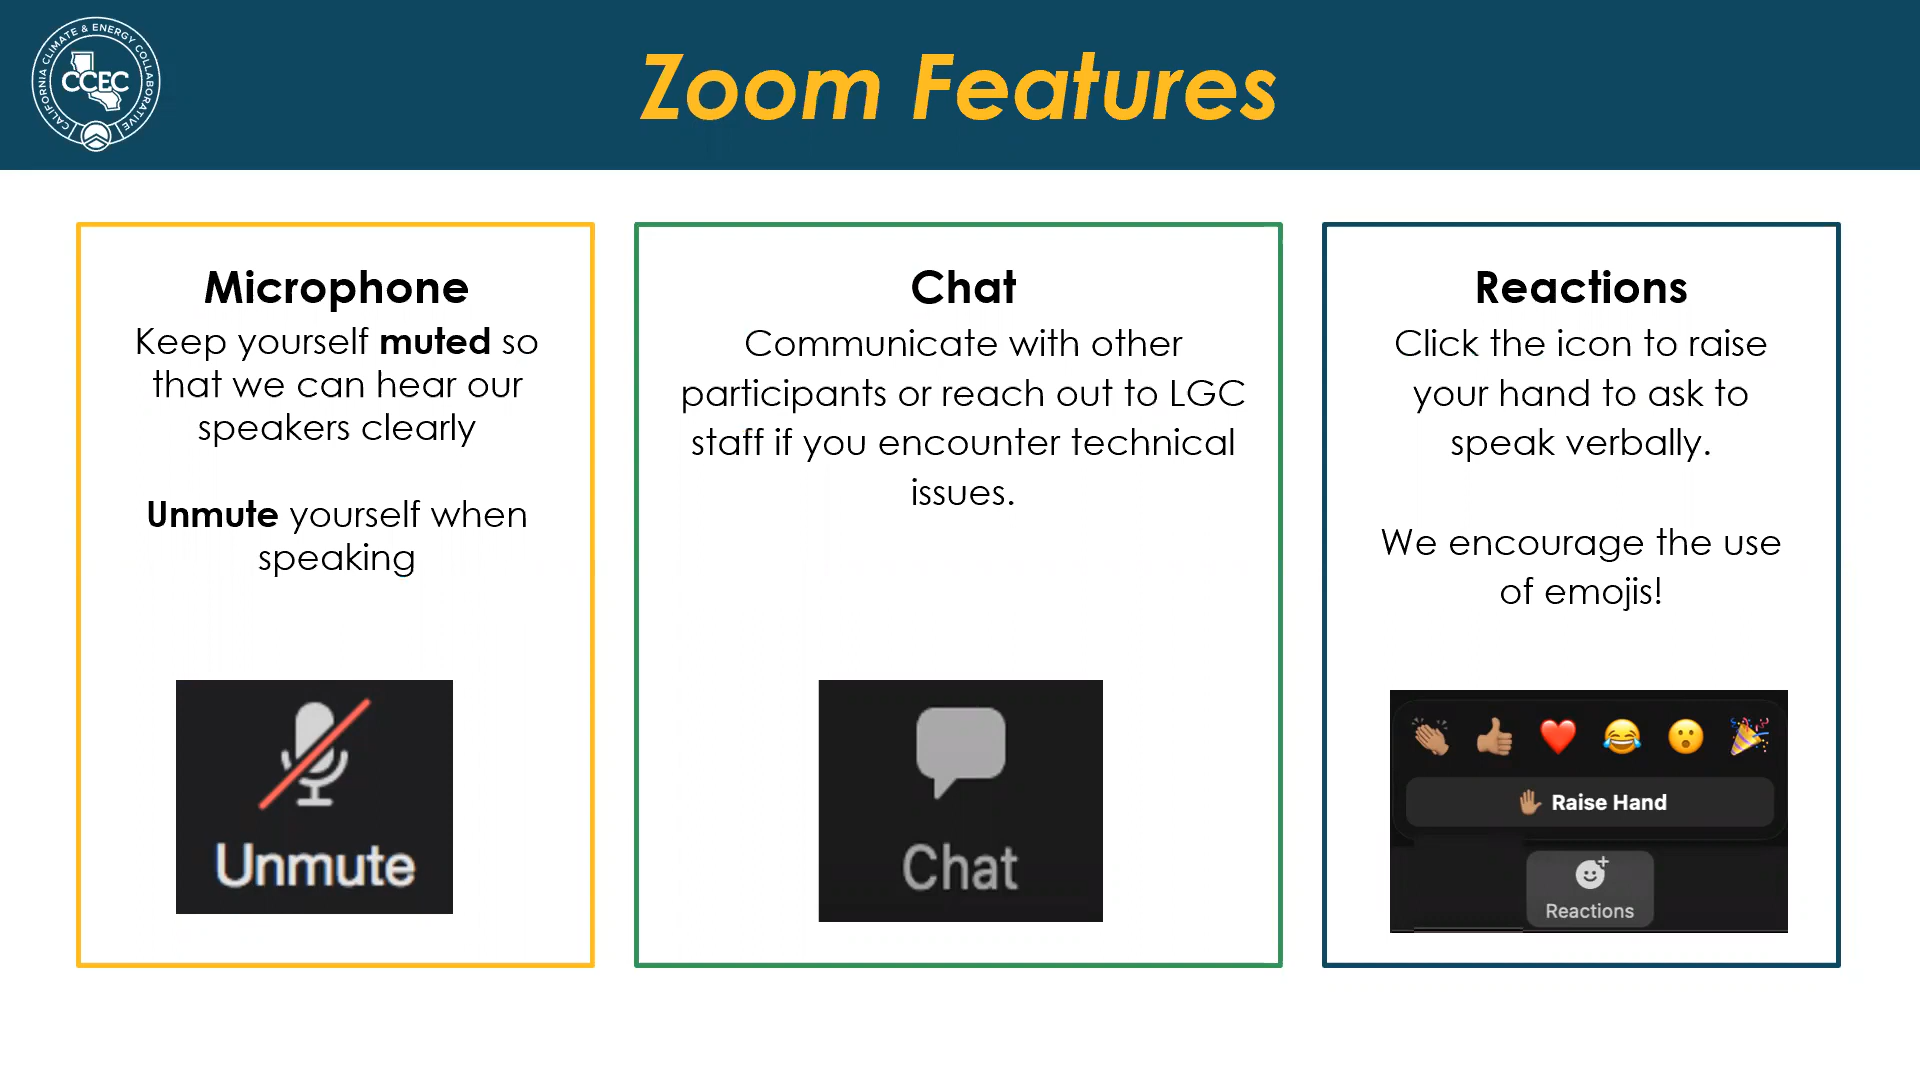 CALIFORNIA CLIMATE & ENERGY COLLABORATIVE
CCEC
Zoom Features
Microphone
Keep yourself muted so
that we can hear our
speakers clearly
Unmute yourself when
speaking
Unmute
Chat
Communicate with other
participants or reach out to LGC
staff if you encounter technical
issues.
Chat
Reactions
Click the icon to raise
your hand to ask to
speak verbally.
We encourage the use
of emojis!
Raise Hand
Reactions